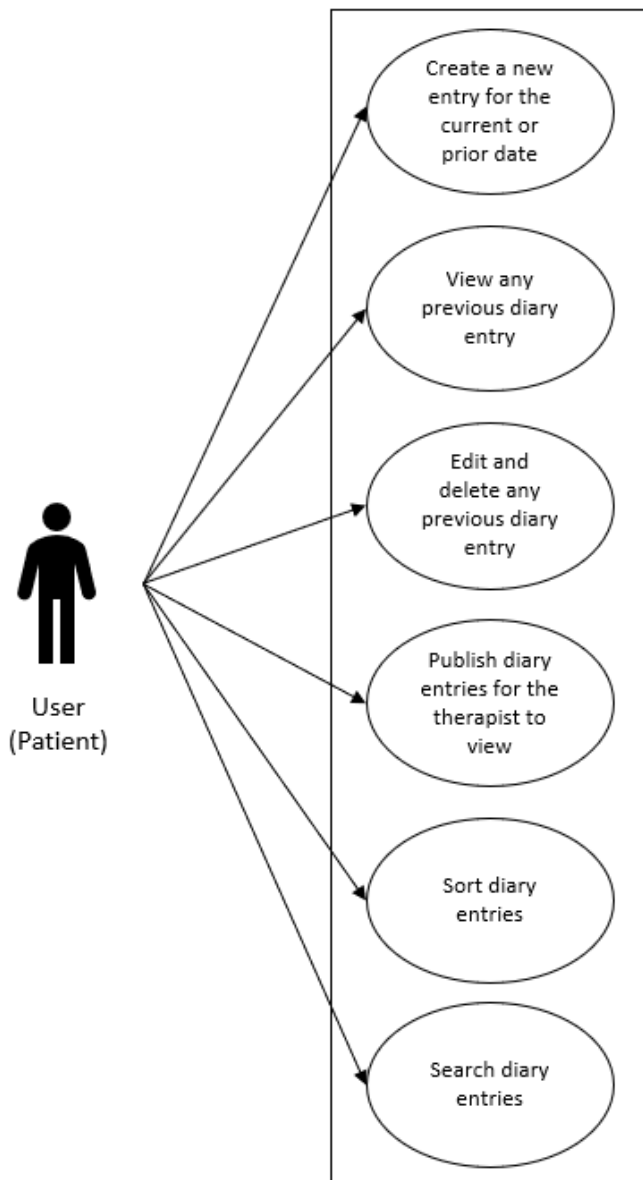 Create a new
entry for the
current or
prior date
View any
previous diary
entry
Edit and
delete any
previous diary
entry
Publish diary
entries for the
therapist to
view
User
(Patient)
Sort diary
entries
Search diary
entries